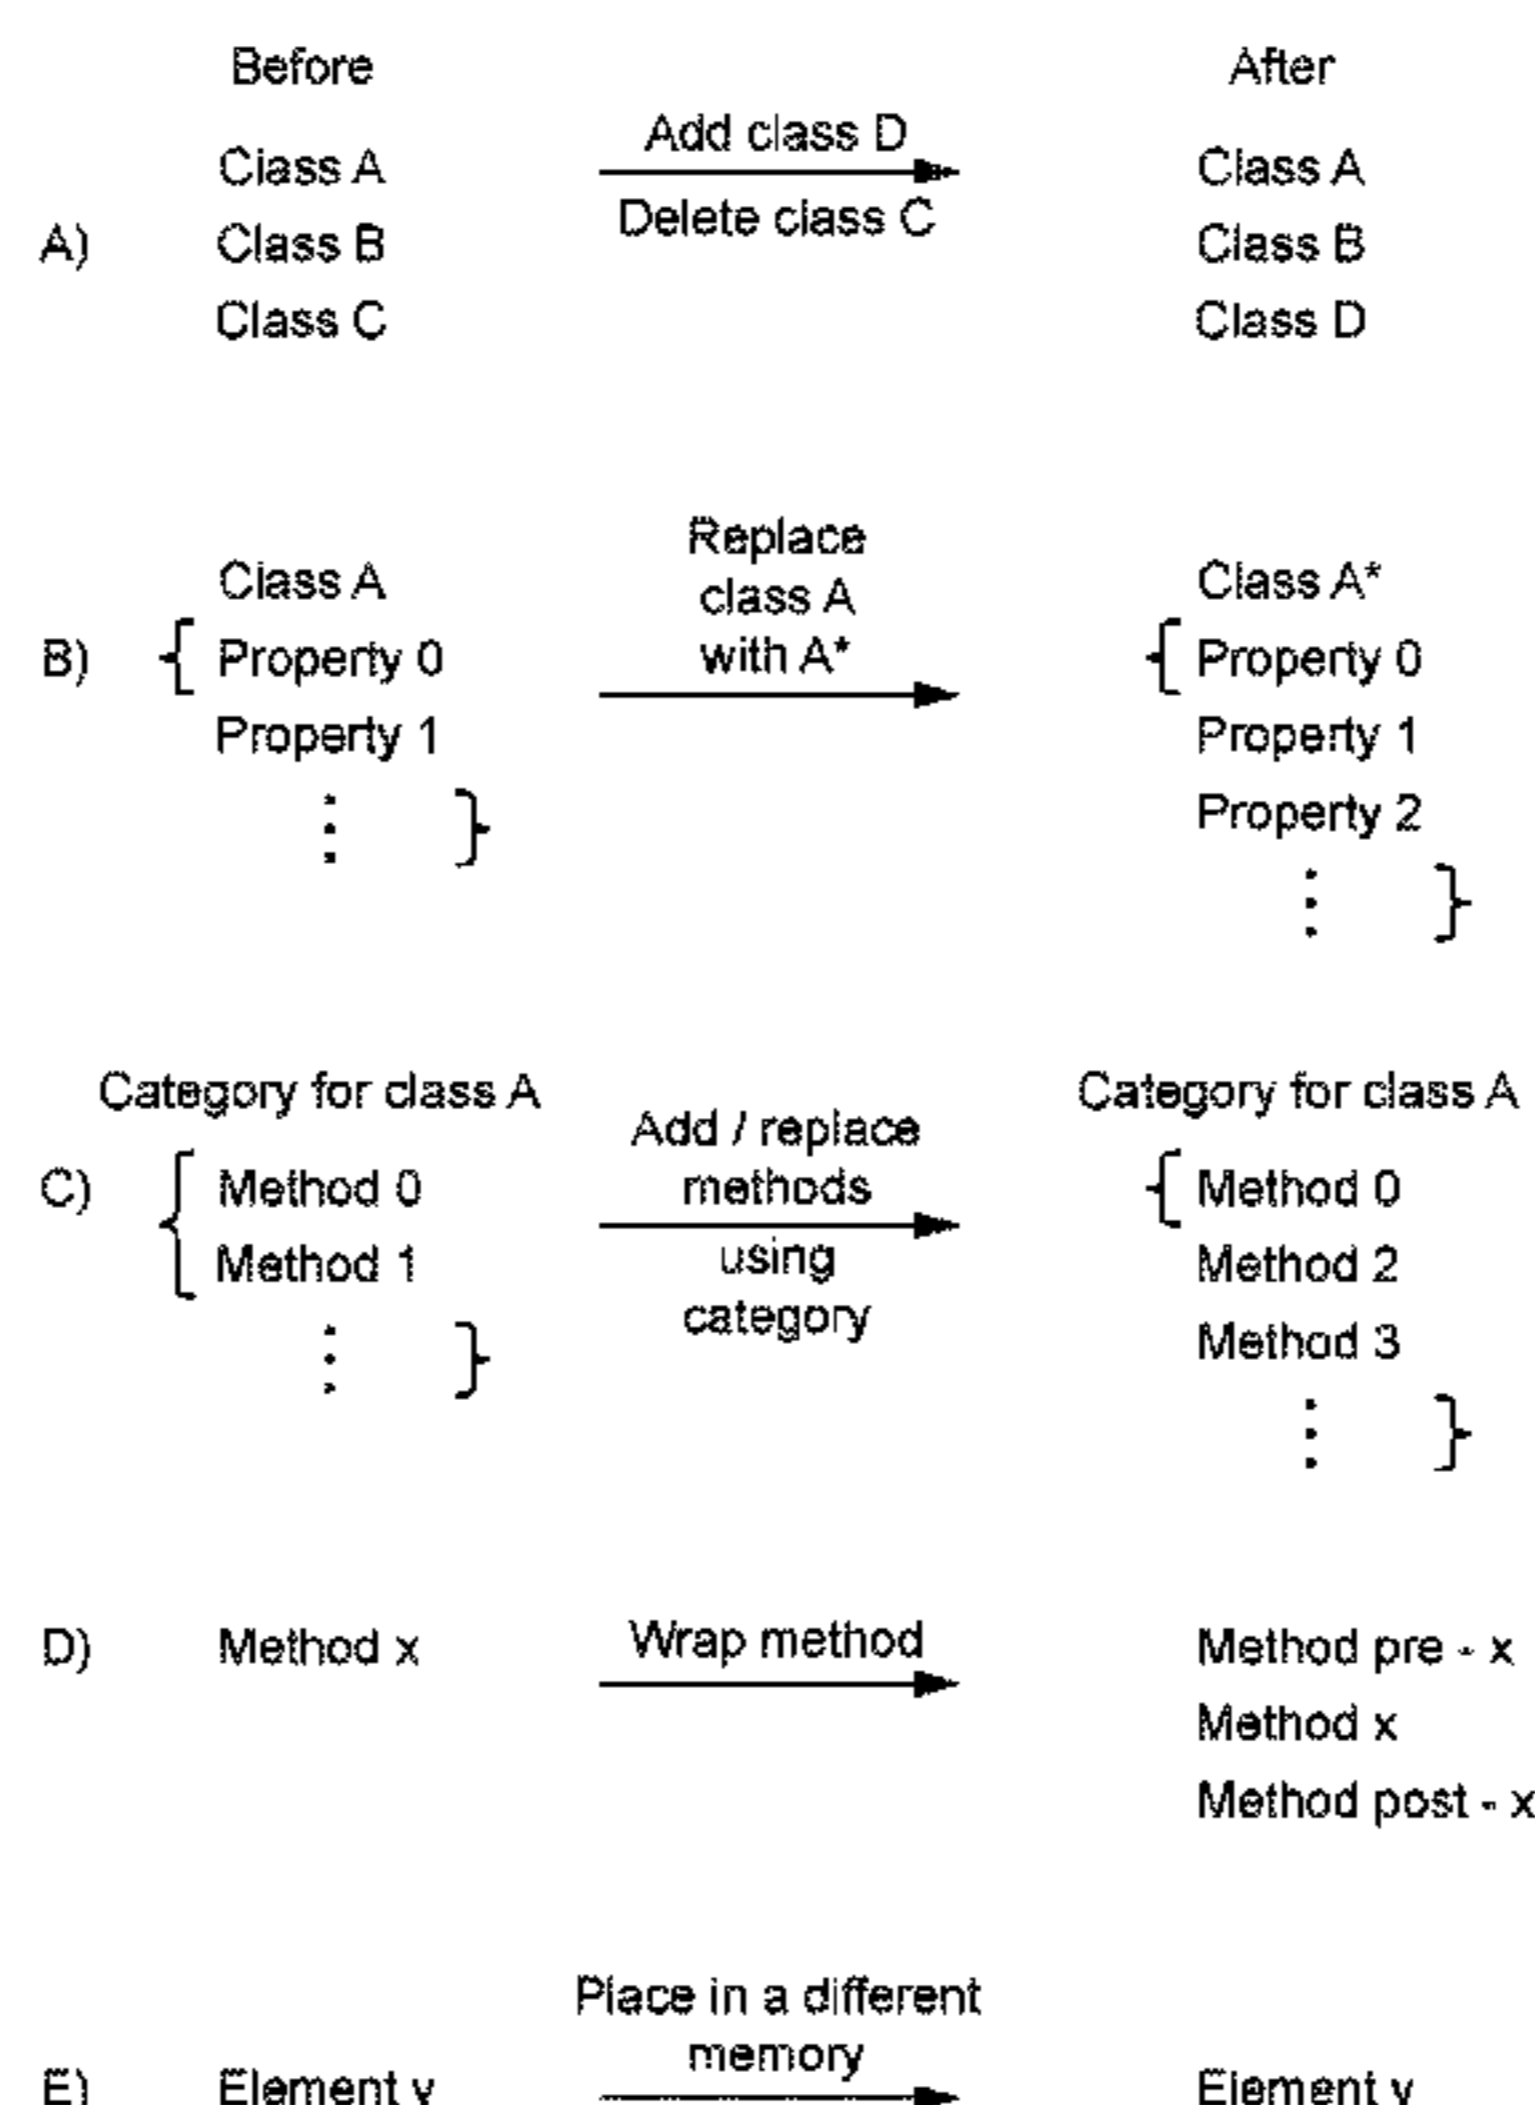 Before
After
A)
Class A
Class B
Class C
Add class D
Delete class C
Class A
Class B
Class D
B)
Class A
{ Property 0
Property 1
⋮ }
Replace
class A
with A*
Class A*
{ Property 0
Property 1
Property 2
⋮ }
C)
Category for class A
{ Method 0
Method 1
⋮ }
Add / replace
methods
using
category
Category for class A
{ Method 0
Method 2
Method 3
⋮ }
D)
Method x
Wrap method
Method pre - x
Method x
Method post - x
E)
Element y
Place in a different
memory
Element y